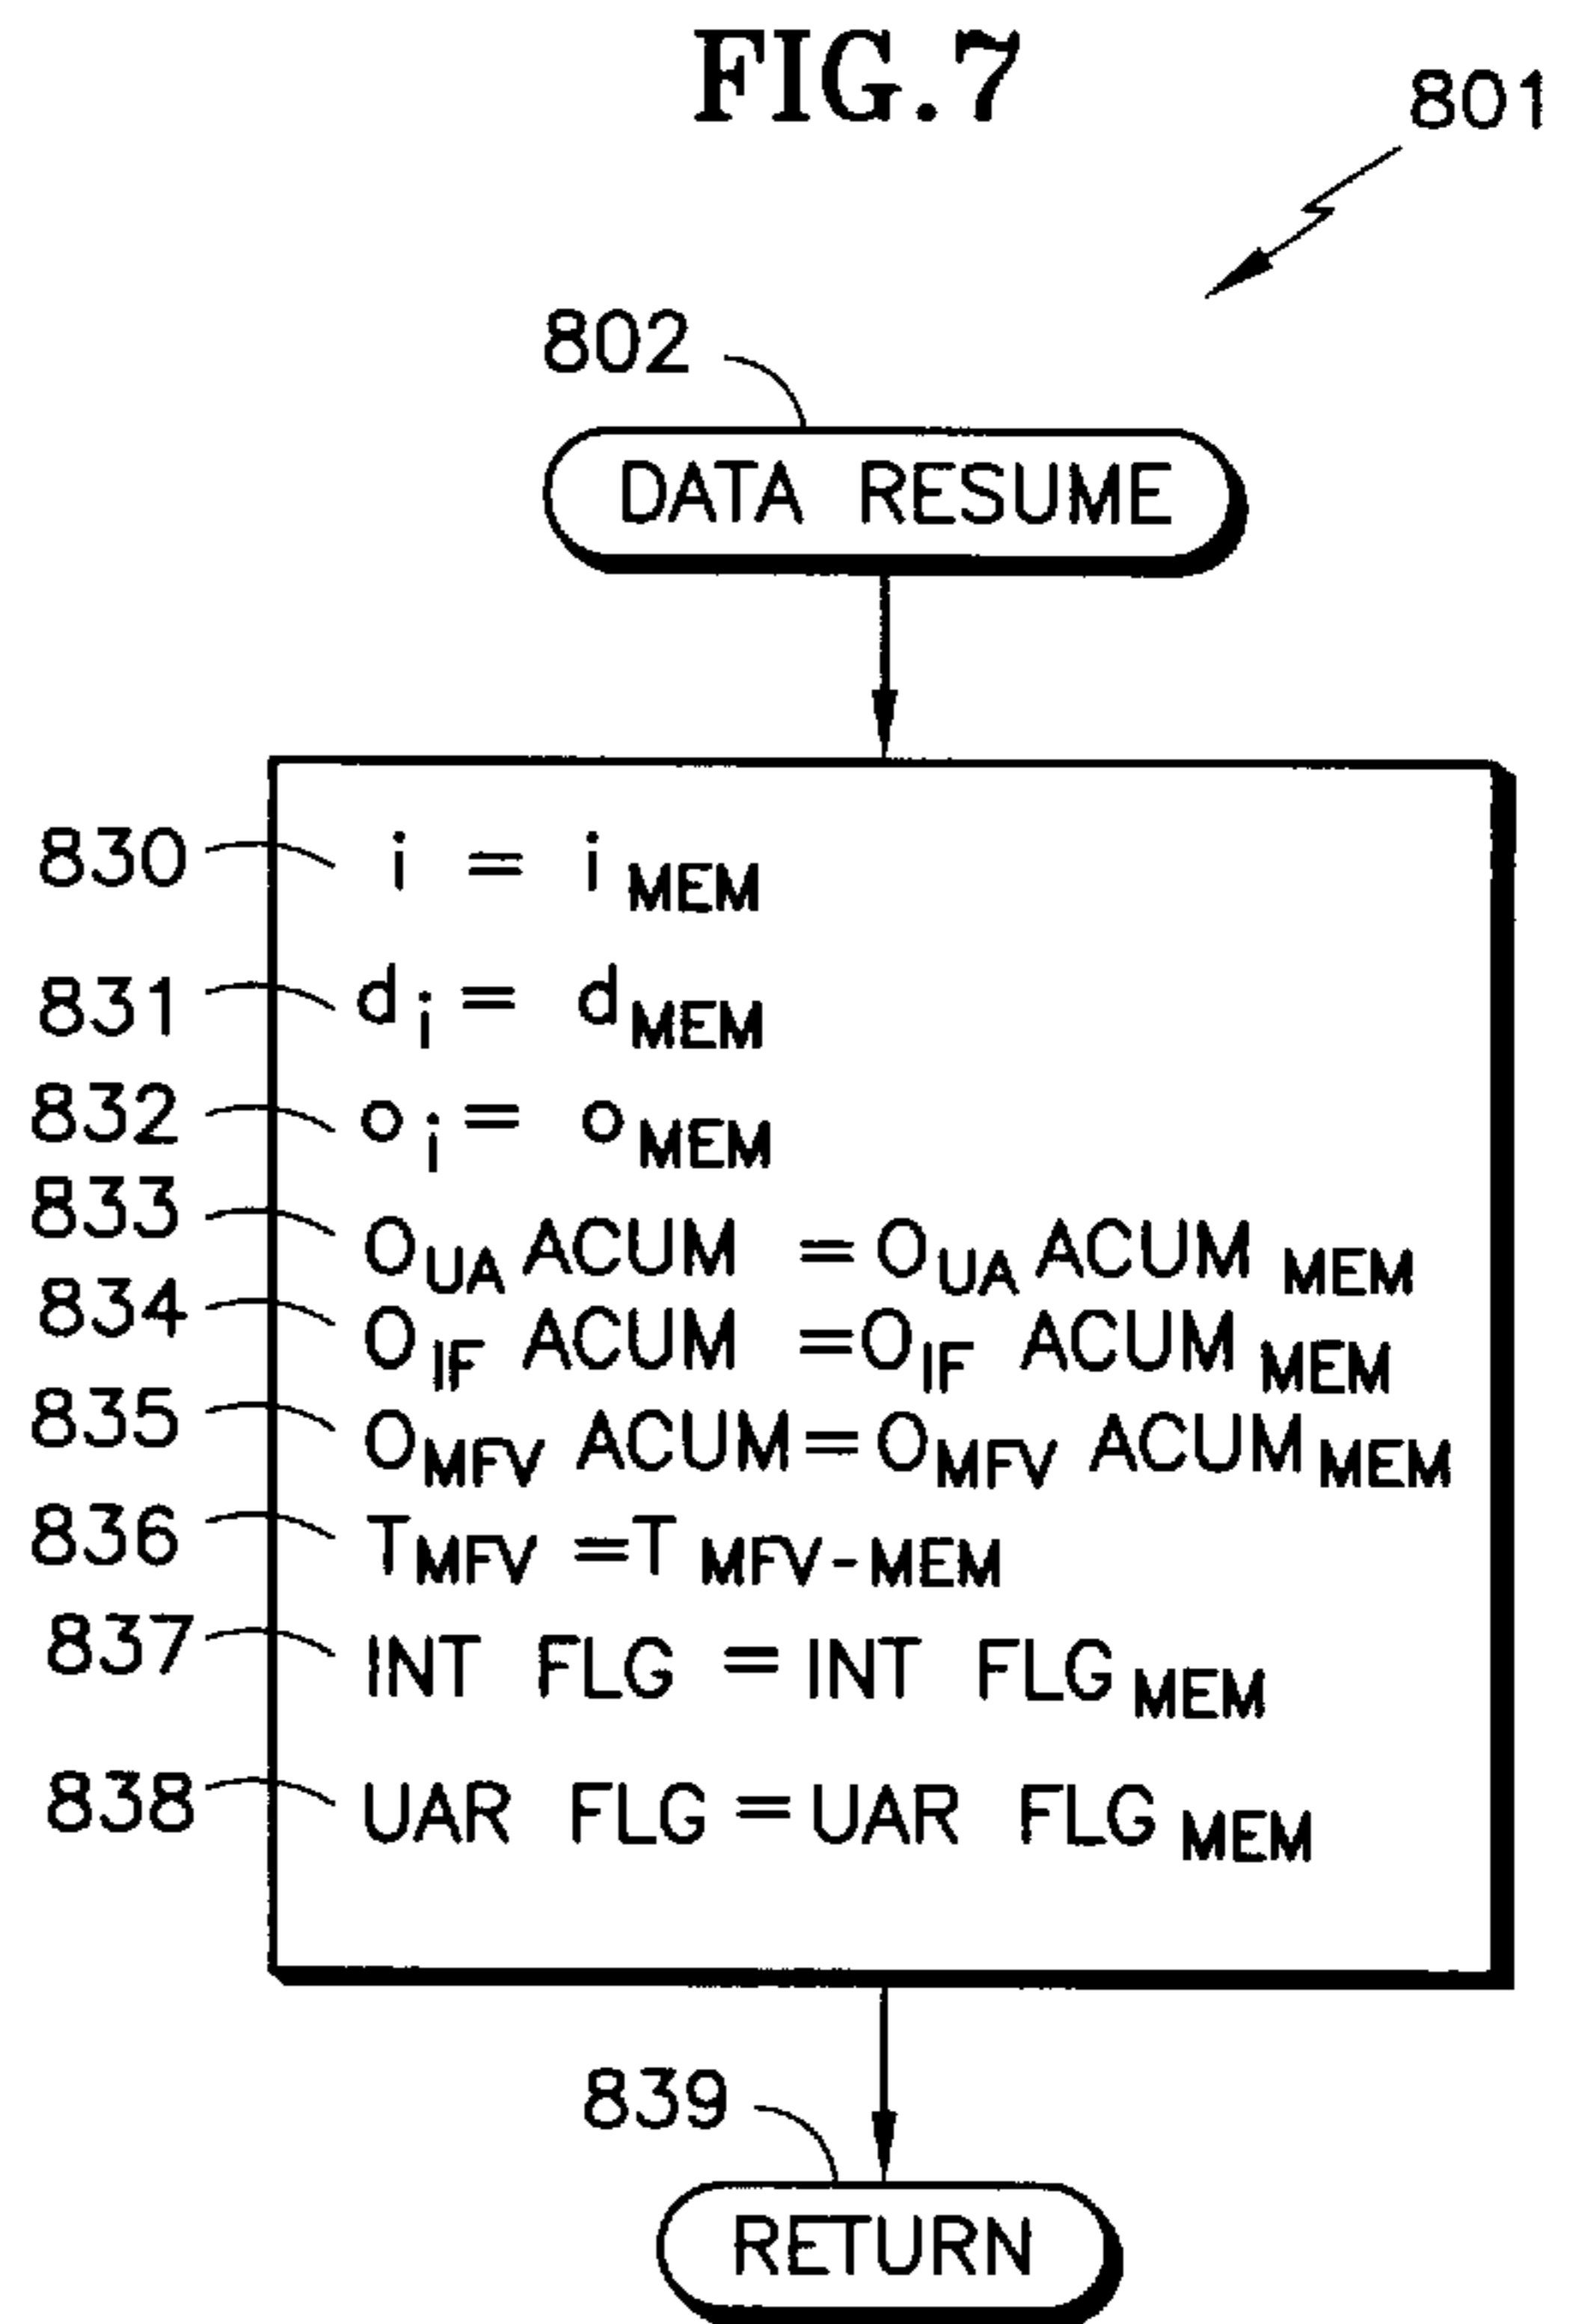 FIG.7
801
802
DATA RESUME
830 i = i MEM
831 d i = d MEM
832 o i = o MEM
833 O UA ACUM = O UA ACUM MEM
834 O IF ACUM = O IF ACUM MEM
835 O MFV ACUM = O MFV ACUM MEM
836 T MFV = T MFV-MEM
837 INT FLG = INT FLG MEM
838 UAR FLG = UAR FLG MEM
839
RETURN